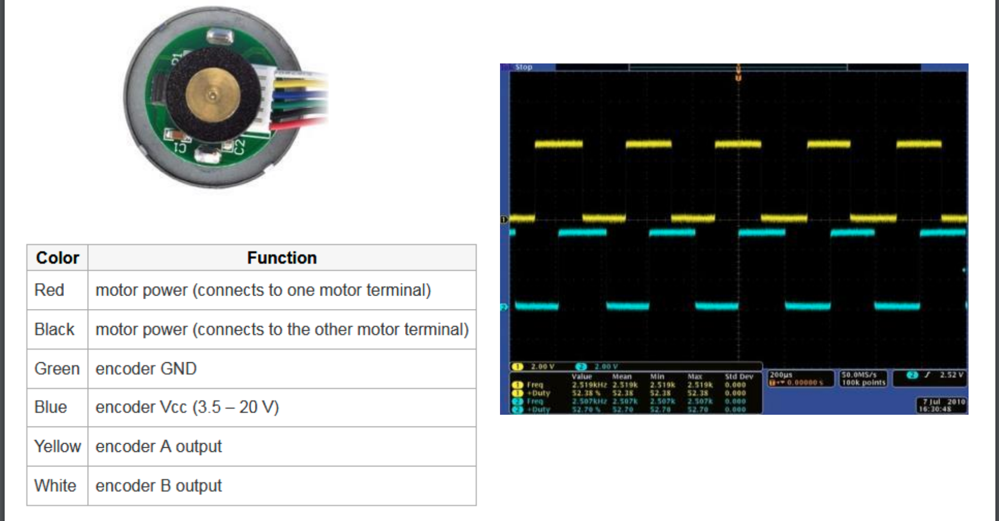 C1
C2
Color Function
Red motor power (connects to one motor terminal)
Black motor power (connects to the other motor terminal)
Green encoder GND
Blue encoder Vcc (3.5 – 20 V)
Yellow encoder A output
White encoder B output
Tek Stop
1
2
1 2.00 V 2 2.00 V
Value Mean Min Max Std Dev
1 Freq 2.519kHz 2.519k 2.519k 2.519k 0.000
1 +Duty 52.38 % 52.38 52.38 52.38 0.000
2 Freq 2.507kHz 2.507k 2.507k 2.507k 0.000
2 +Duty 52.70 % 52.70 52.70 52.70 0.000
200µs
0.00000 s
50.0MS/s
100k points
2 2.52 V
7 Jul 2010
16:30:48